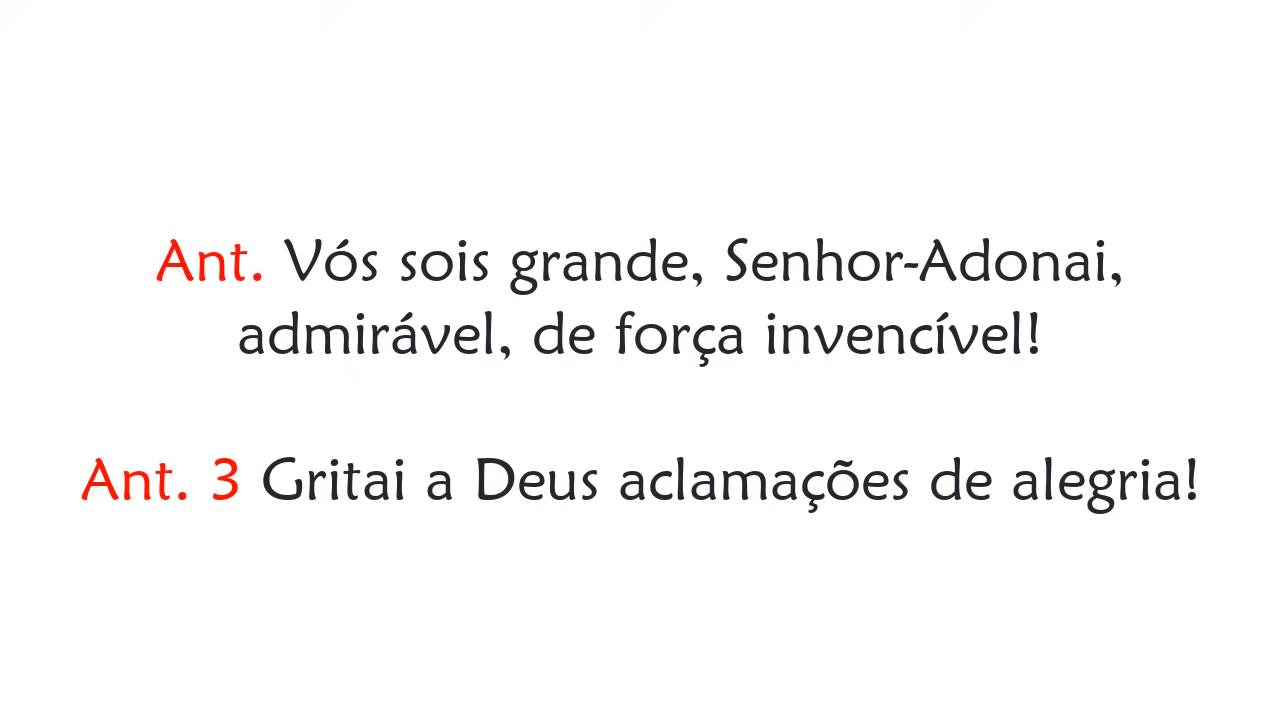 Ant. Vós sois grande, Senhor-Adonai,
admirável, de força invencível!
Ant. 3 Gritai a Deus aclamações de alegria!